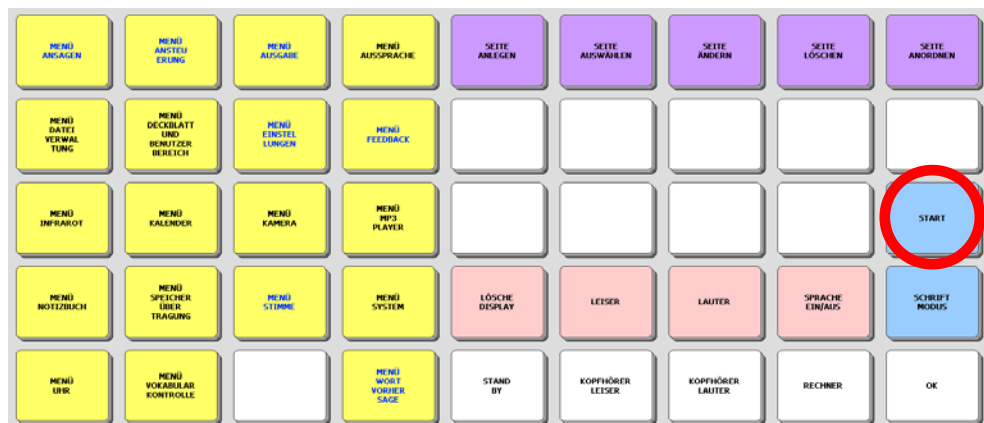 MENÜ
ANSAGEN
MENÜ
ANSTEU
ERUNG
MENÜ
AUSGABE
MENÜ
AUSSPRACHE
SEITE
ANLEGEN
SEITE
AUSWÄHLEN
SEITE
ÄNDERN
SEITE
LÖSCHEN
SEITE
ANORDNEN
MENÜ
DATEI
VERWAL
TUNG
MENÜ
DECKBLATT
UND
BENUTZER
BEREICH
MENÜ
EINSTEL
LUNGEN
MENÜ
FEEDBACK
MENÜ
INFRAROT
MENÜ
KALENDER
MENÜ
KAMERA
MENÜ
MP3
PLAYER
START
MENÜ
NOTIZBUCH
MENÜ
SPEICHER
ÜBER
TRAGUNG
MENÜ
STIMME
MENÜ
SYSTEM
LÖSCHE
DISPLAY
LEISER
LAUTER
SPRACHE
EIN/AUS
SCHRIFT
MODUS
MENÜ
UHR
MENÜ
VOKABULAR
KONTROLLE
MENÜ
WORT
VORHER
SAGE
STAND
BY
KOPFHÖRER
LEISER
KOPFHÖRER
LAUTER
RECHNER
OK